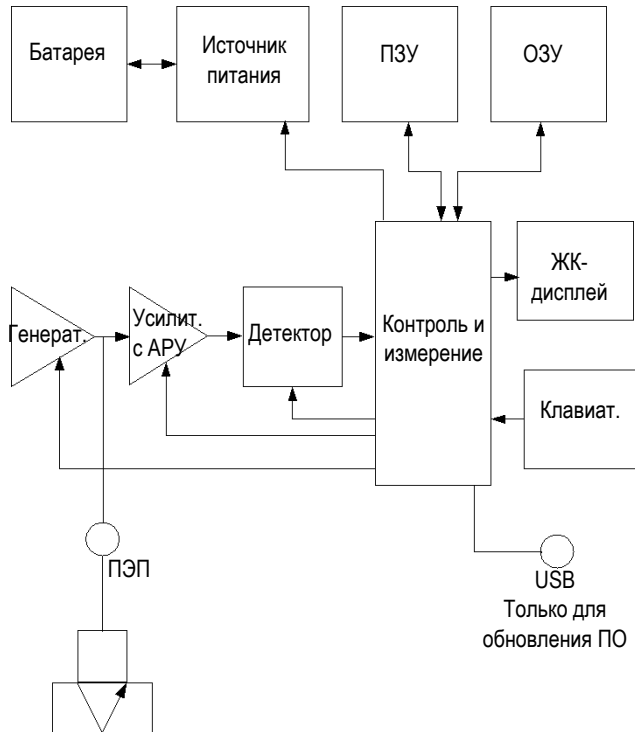 Батарея
Источник
питания
ПЗУ
ОЗУ
ЖК-
дисплей
Генерат.
Усилит.
с АРУ
Детектор
Контроль и
измерение
Клавиат.
ПЭП
USB
Только для
обновления ПО